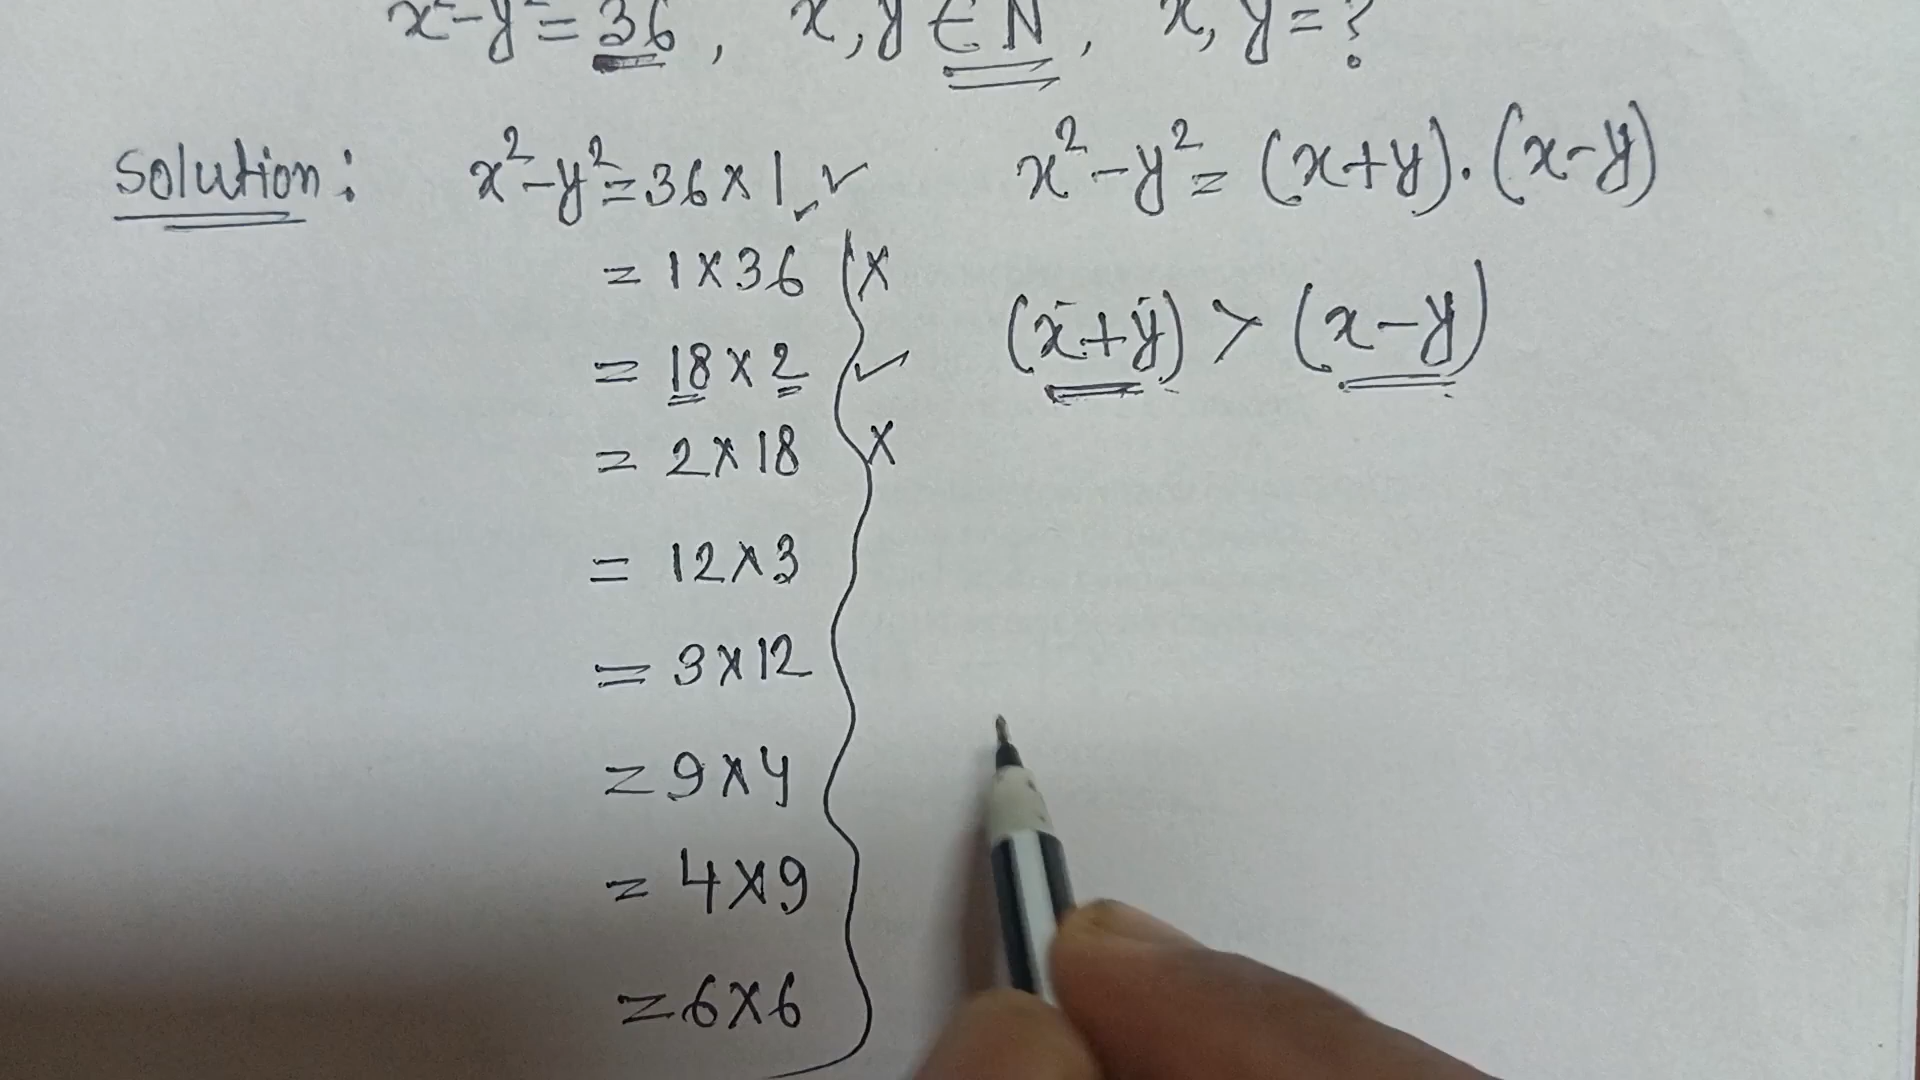 x²-y²=36, x,y ∈ N, x, y=?
Solution: x²-y²=36×1 ✓ x²-y²=(x+y).(x-y)
=1×36 X
(x+y)>(x-y)
=18×2 ✓
=2×18 X
=12×3
=3×12
=9×4
=4×9
=6×6